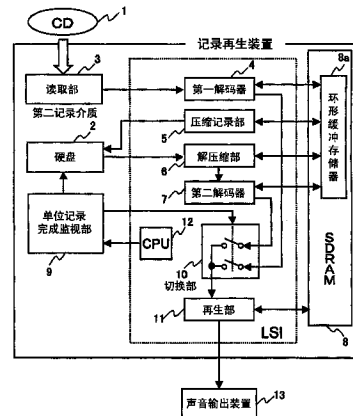 CD
1
记录再生装置
3
读取部
第二记录介质
4
第一解码器
8a
环形缓冲存储器
2
硬盘
压缩记录部
5
解压缩部
6
第二解码器
7
单位记录
完成监视部
9
CPU
12
10
切换部
再生部
11
LSI
SDRAM
8
声音输出装置
13